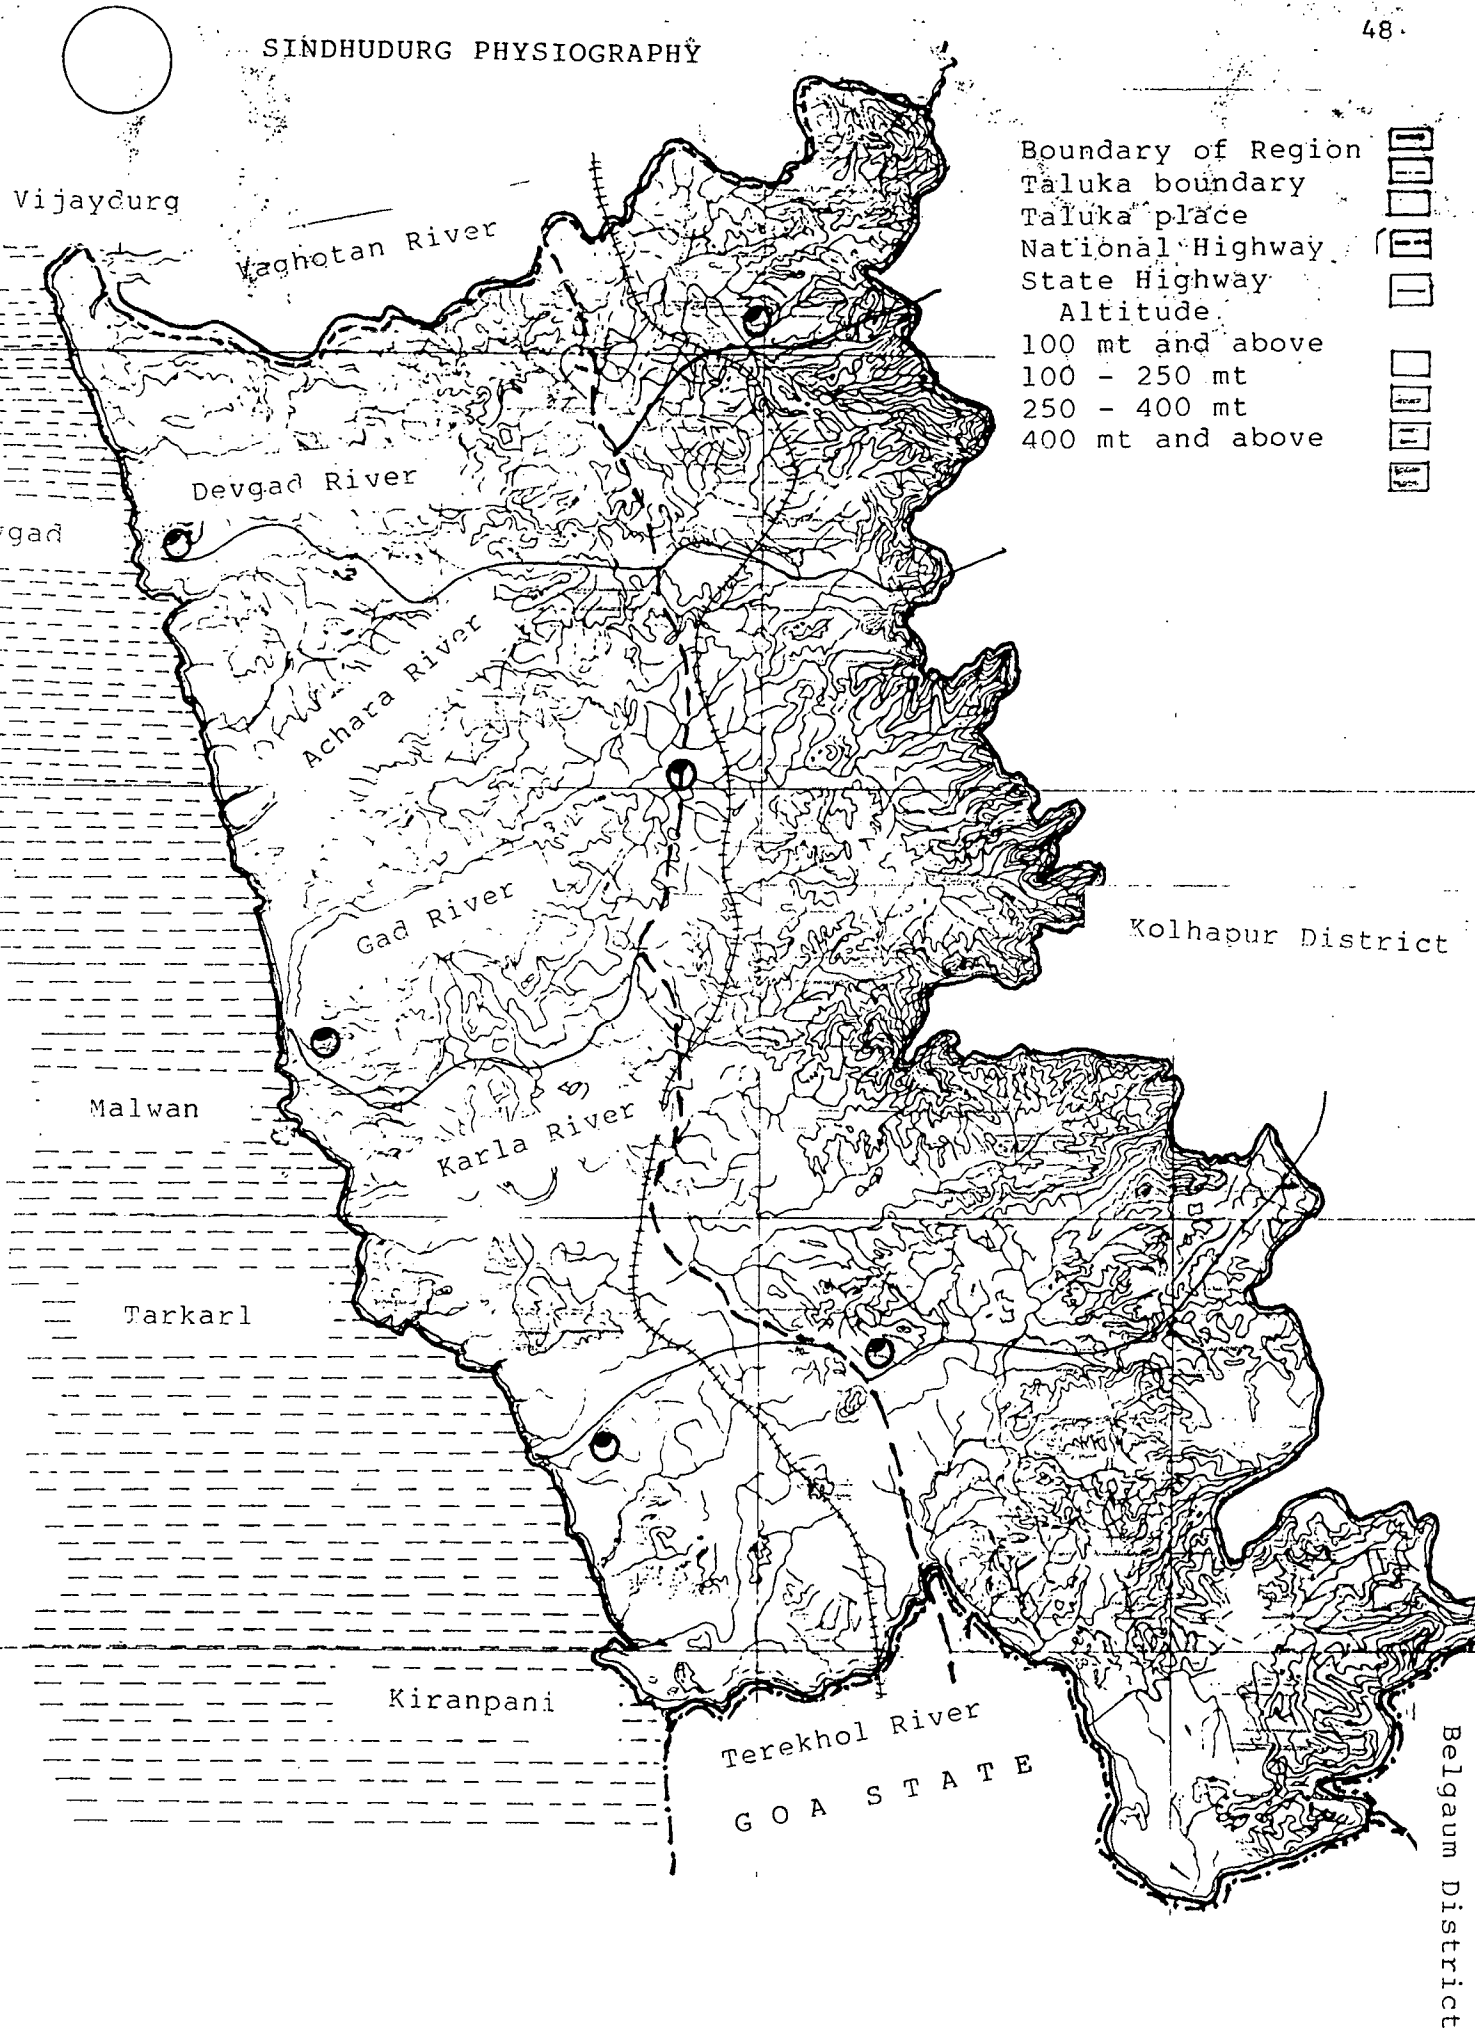 48.
SINDHUDURG PHYSIOGRAPHY
Boundary of Region
Taluka boundary
Taluka place
National Highway
State Highway
Altitude
100 mt and above
100 - 250 mt
250 - 400 mt
400 mt and above
Vijaydurg
Vaghotan River
Devgad River
vgad
Achara River
Gad River
Kolhapur District
Malwan
Karla River
Tarkarl
Kiranpani
Terekhol River
GOA STATE
Belgaum District